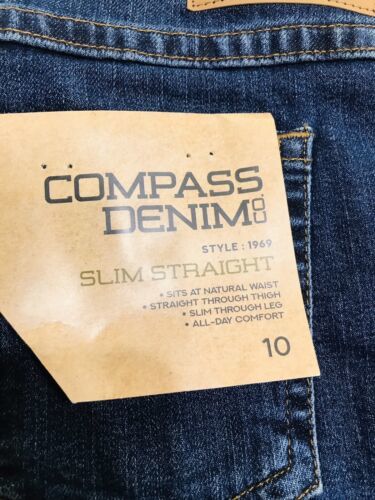 COMPASS
DENIM CO.
STYLE : 1969
SLIM STRAIGHT
• SITS AT NATURAL WAIST
• STRAIGHT THROUGH THIGH
• SLIM THROUGH LEG
• ALL-DAY COMFORT
10